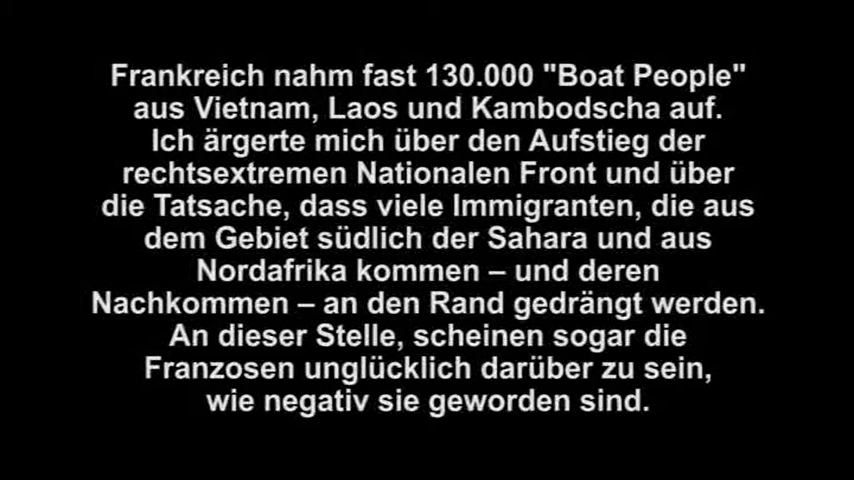 Frankreich nahm fast 130.000 "Boat People"
aus Vietnam, Laos und Kambodscha auf.
Ich ärgerte mich über den Aufstieg der
rechtsextremen Nationalen Front und über
die Tatsache, dass viele Immigranten, die aus
dem Gebiet südlich der Sahara und aus
Nordafrika kommen – und deren
Nachkommen – an den Rand gedrängt werden.
An dieser Stelle, scheinen sogar die
Franzosen unglücklich darüber zu sein,
wie negativ sie geworden sind.